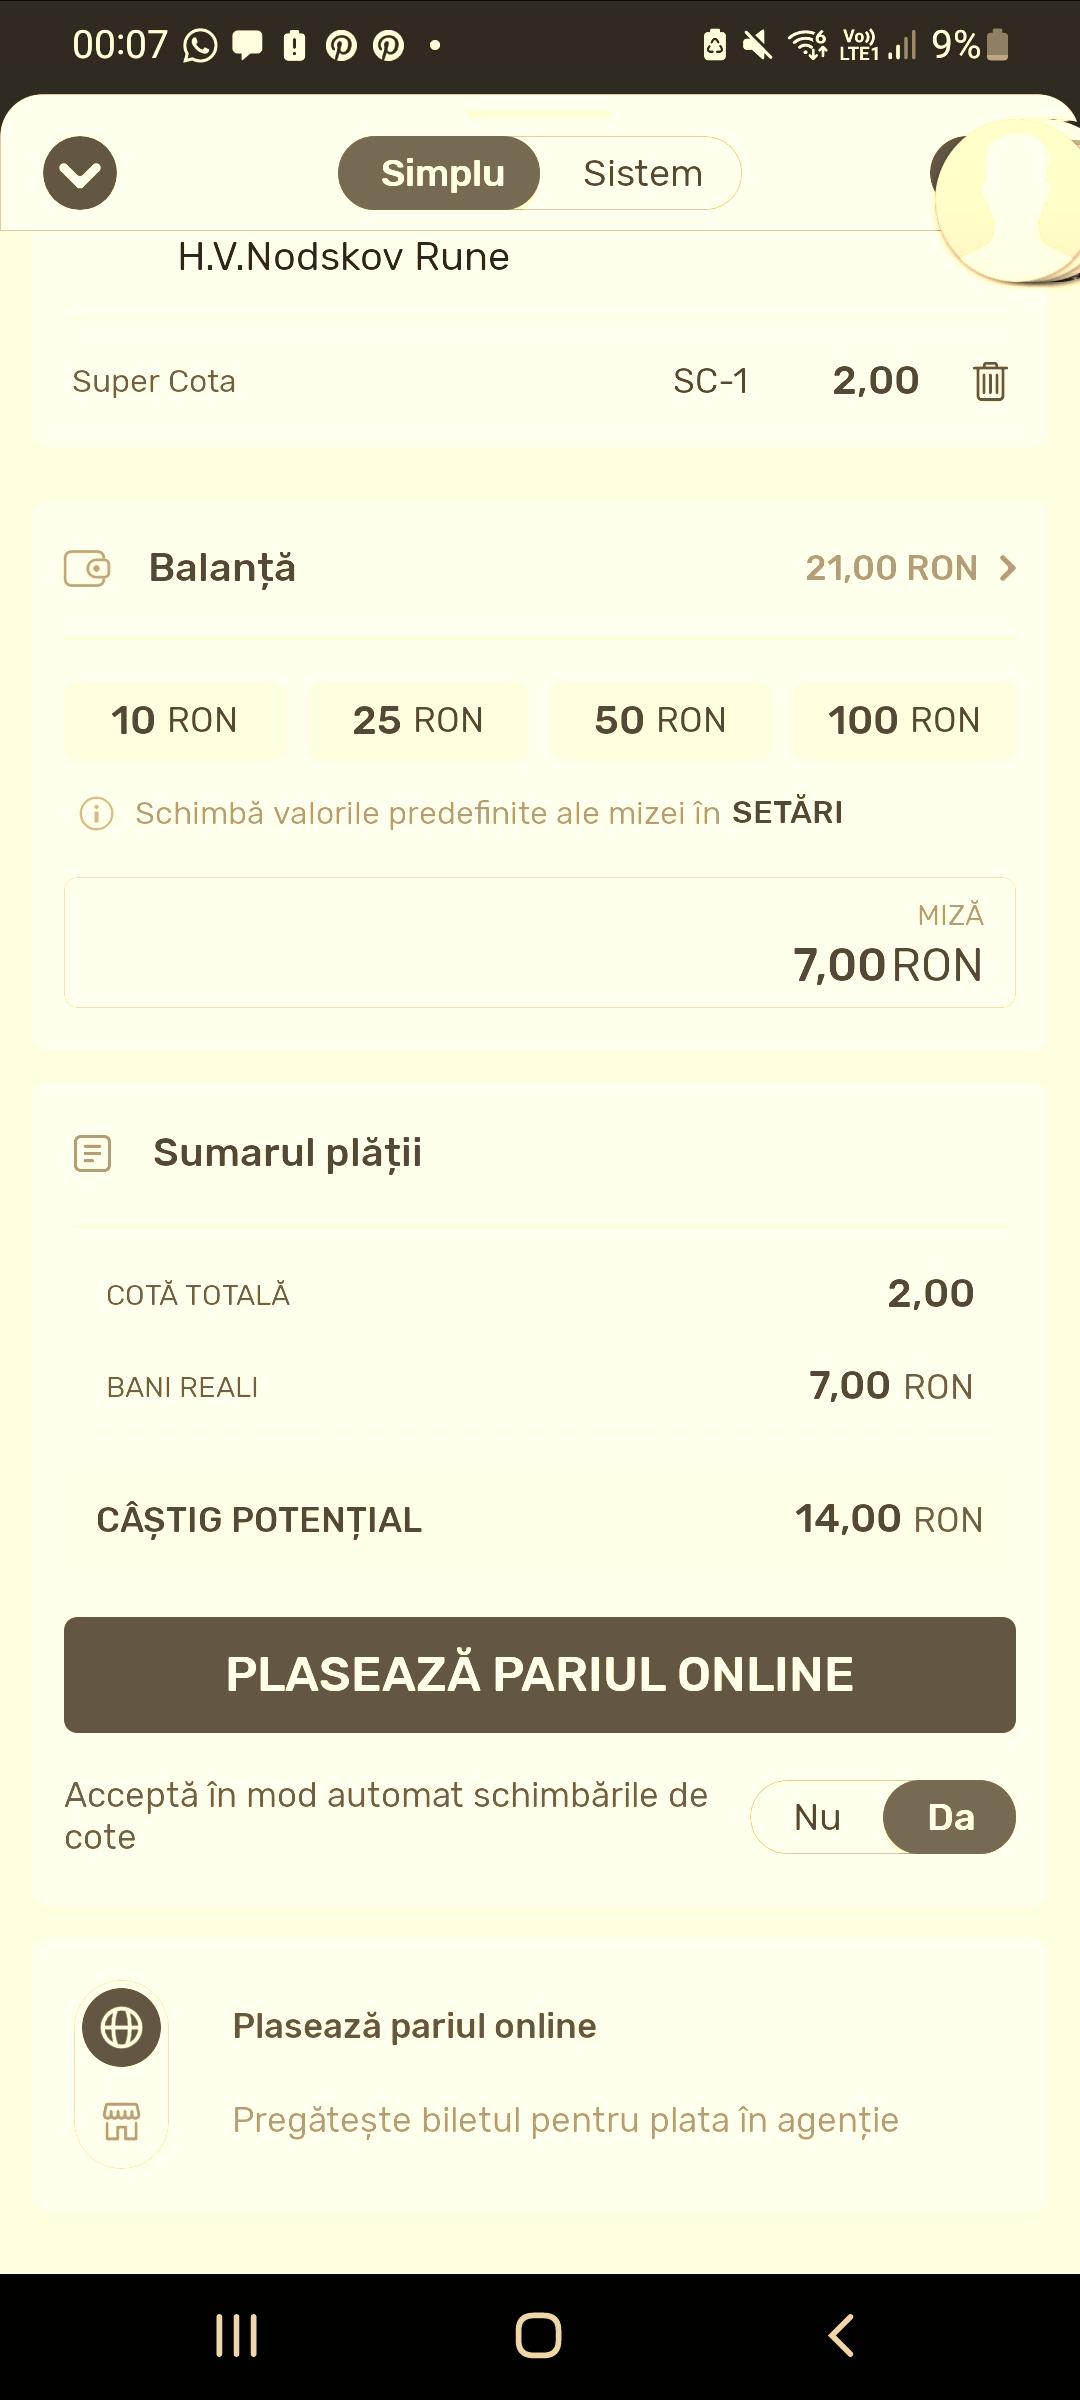 00:07
Vo)) LTE1 9%
Simplu Sistem
H.V.Nodskov Rune
Super Cota SC-1 2,00
Balanță 21,00 RON
10 RON 25 RON 50 RON 100 RON
Schimbă valorile predefinite ale mizei în SETĂRI
MIZĂ
7,00 RON
Sumarul plății
COTĂ TOTALĂ 2,00
BANI REALI 7,00 RON
CÂȘTIG POTENȚIAL 14,00 RON
PLASEAZĂ PARIUL ONLINE
Acceptă în mod automat schimbările de
cote
Nu Da
Plasează pariul online
Pregătește biletul pentru plata în agenție